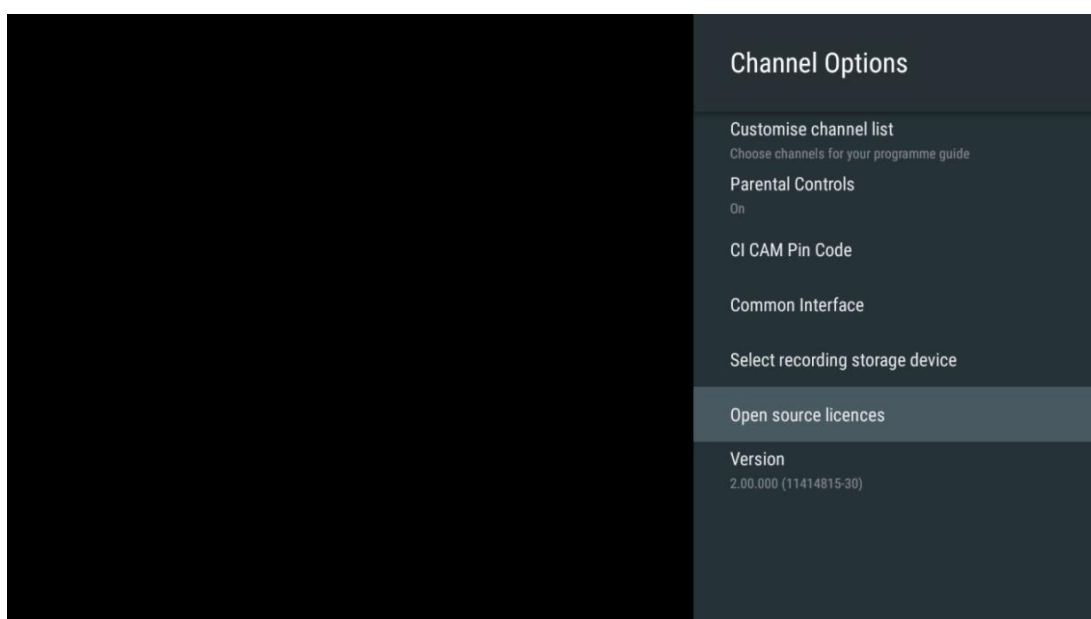 Channel Options
Customise channel list
Choose channels for your programme guide
Parental Controls
On
CI CAM Pin Code
Common Interface
Select recording storage device
Open source licences
Version
2.00.000 (11414815-30)